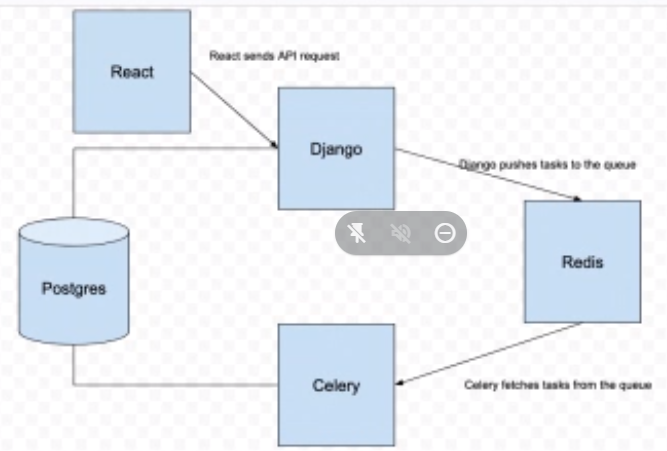 React
React sends API request
Django
Django pushes tasks to the queue
Redis
Postgres
Celery
Celery fetches tasks from the queue